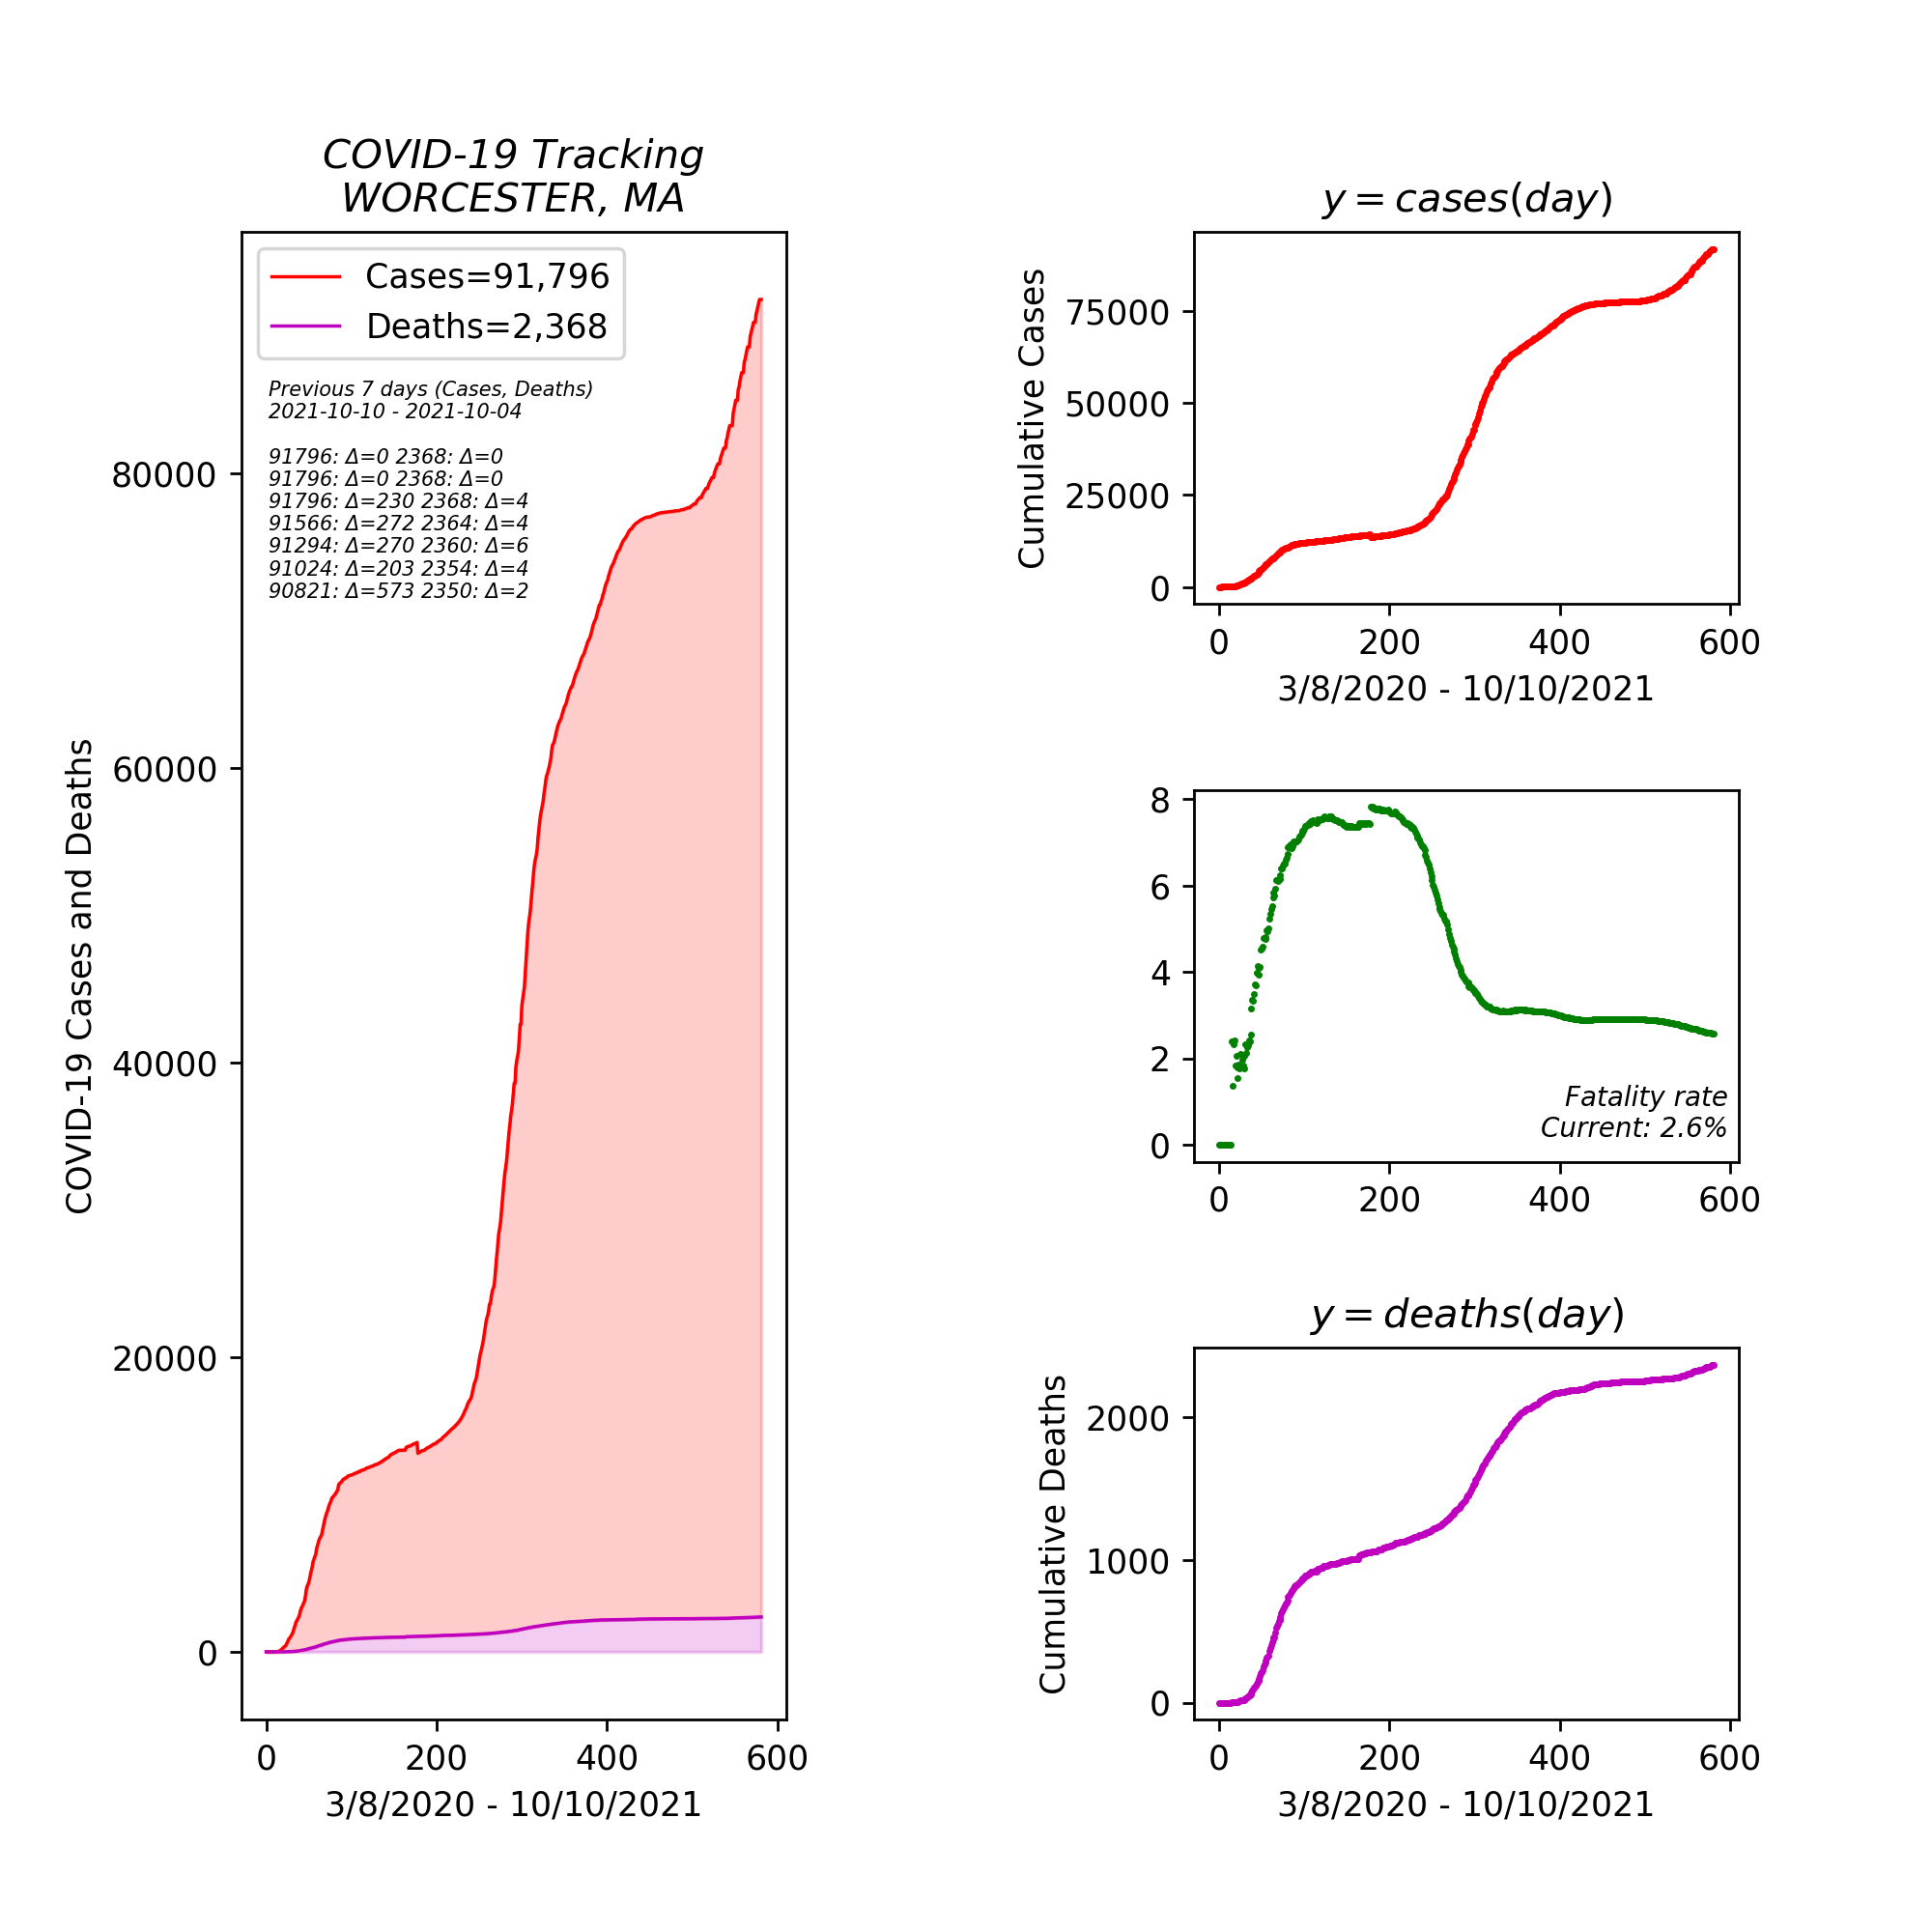 COVID-19 Tracking
WORCESTER, MA
Cases=91,796
Deaths=2,368
Previous 7 days (Cases, Deaths)
2021-10-10 - 2021-10-04
91796: Δ=0 2368: Δ=0
91796: Δ=0 2368: Δ=0
91796: Δ=230 2368: Δ=4
91566: Δ=272 2364: Δ=4
91294: Δ=270 2360: Δ=6
91024: Δ=203 2354: Δ=4
90821: Δ=573 2350: Δ=2
COVID-19 Cases and Deaths
80000
60000
40000
20000
0
0 200 400 600
3/8/2020 - 10/10/2021
y = cases(day)
Cumulative Cases
75000
50000
25000
0
0 200 400 600
3/8/2020 - 10/10/2021
8
6
4
2
0
Fatality rate
Current: 2.6%
0 200 400 600
y = deaths(day)
Cumulative Deaths
2000
1000
0
0 200 400 600
3/8/2020 - 10/10/2021